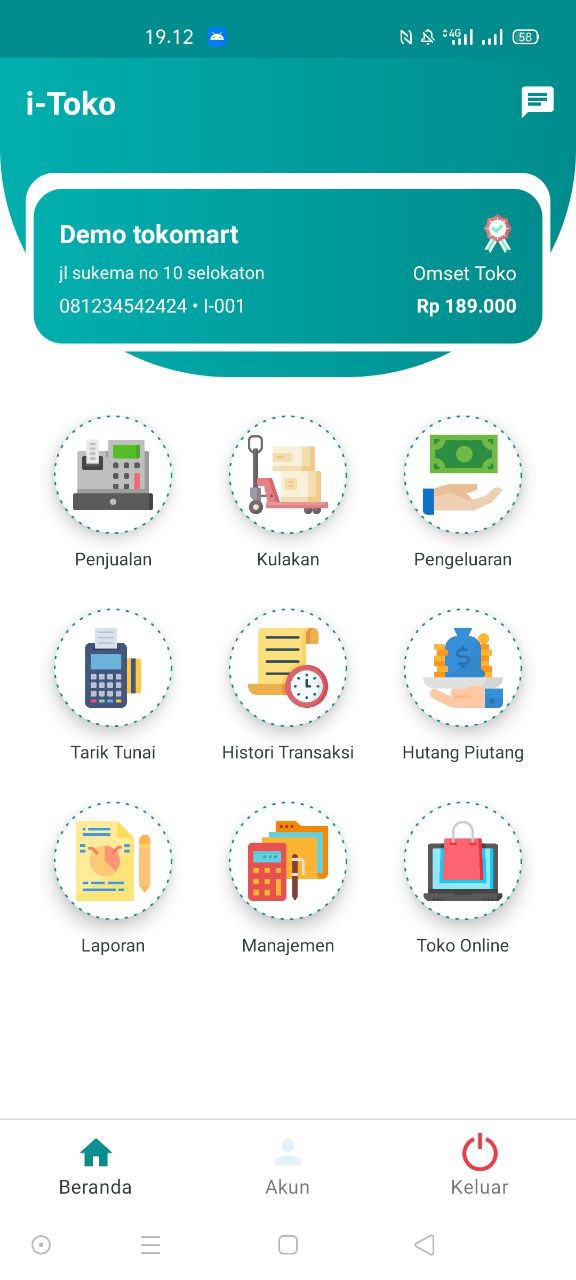 19.12 4G 58
i-Toko
Demo tokomart
jl sukema no 10 selokaton Omset Toko
081234542424 • I-001 Rp 189.000
Penjualan Kulakan Pengeluaran
Tarik Tunai Histori Transaksi Hutang Piutang
Laporan Manajemen Toko Online
Beranda Akun Keluar